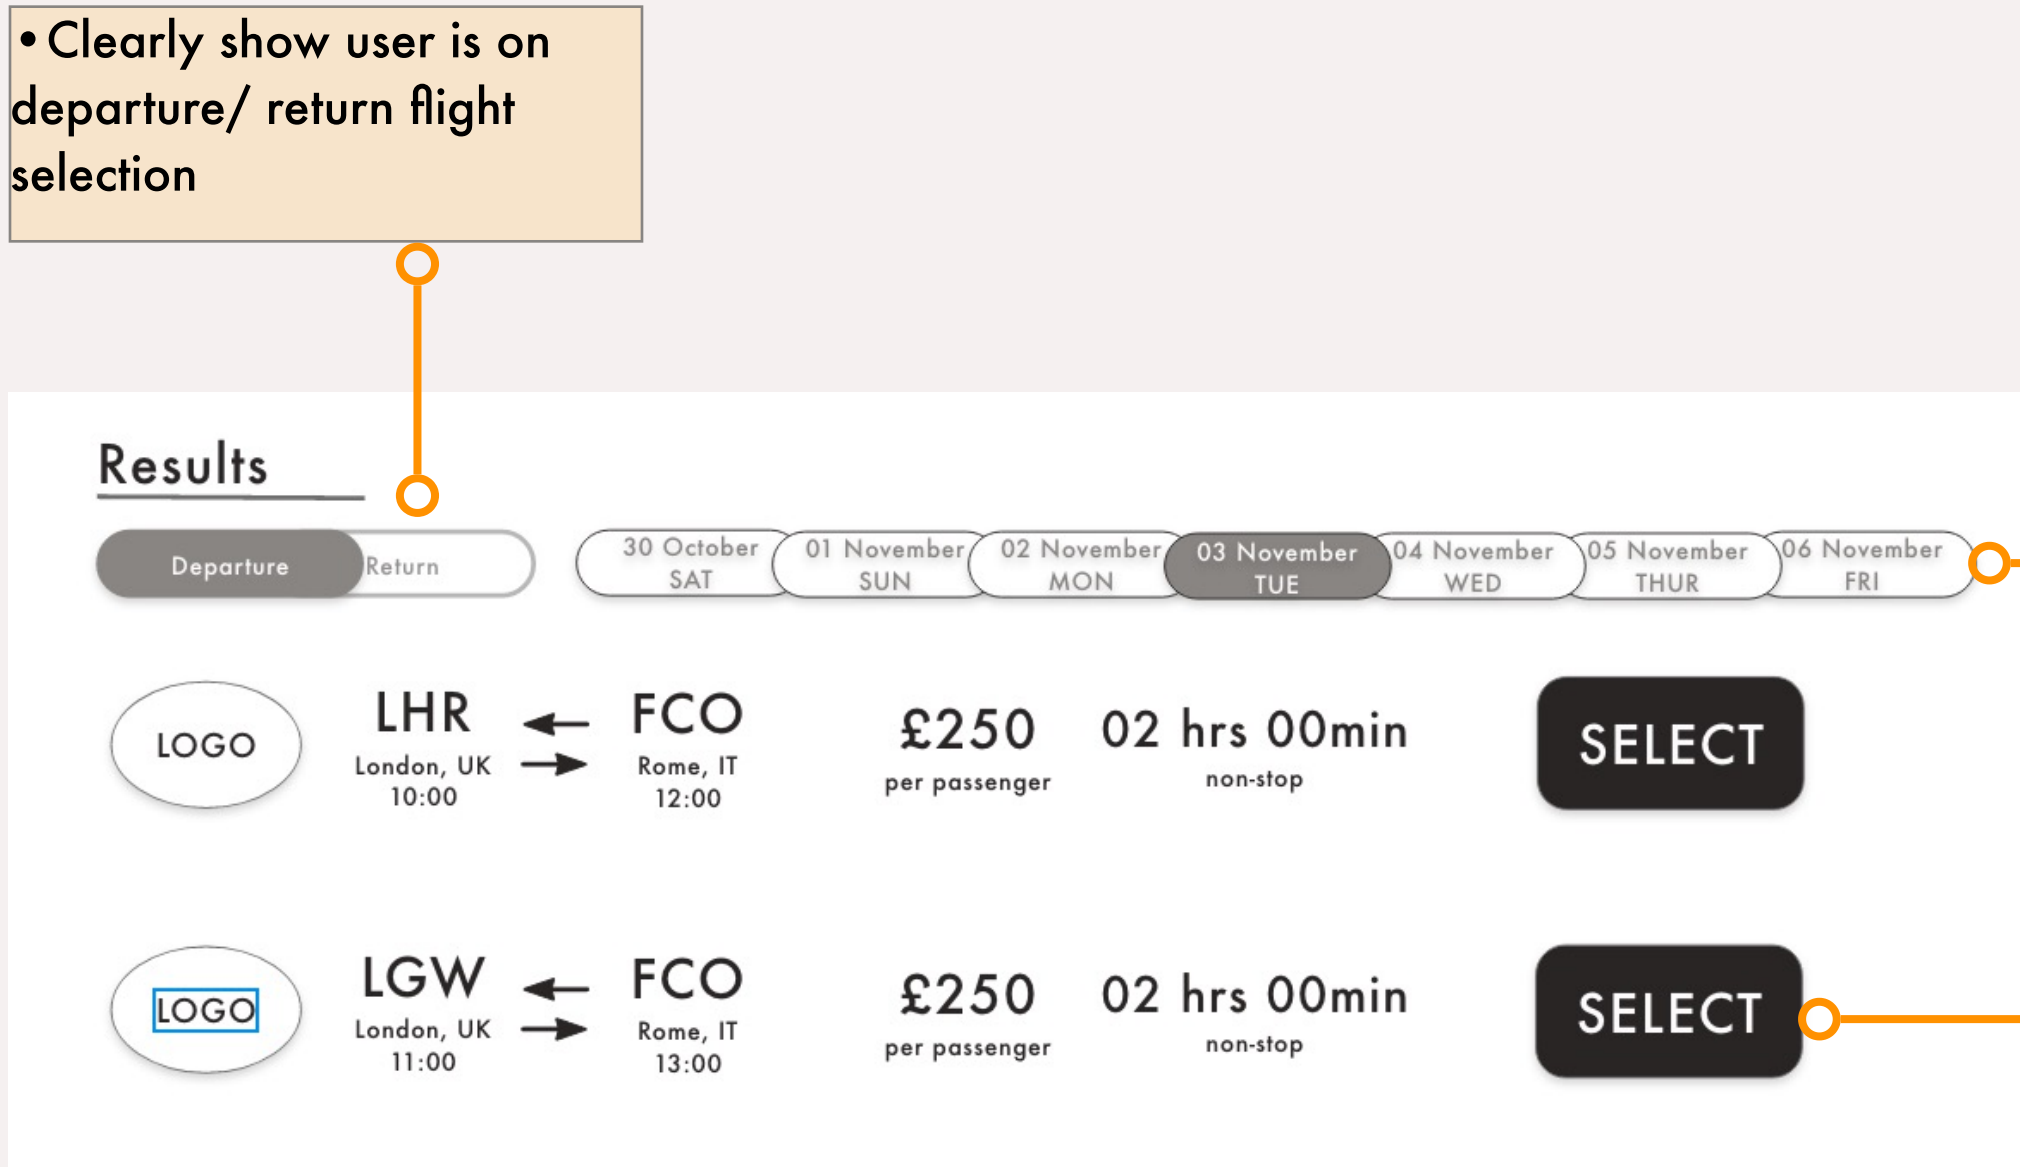 •Clearly show user is on
departure/ return flight
selection
Results
Departure Return
30 October 01 November 02 November 03 November 04 November 05 November 06 November
SAT SUN MON TUE WED THUR FRI
LOGO
LHR
London, UK
10:00
FCO
Rome, IT
12:00
£250
per passenger
02 hrs 00min
non-stop
SELECT
LOGO
LGW
London, UK
11:00
FCO
Rome, IT
13:00
£250
per passenger
02 hrs 00min
non-stop
SELECT